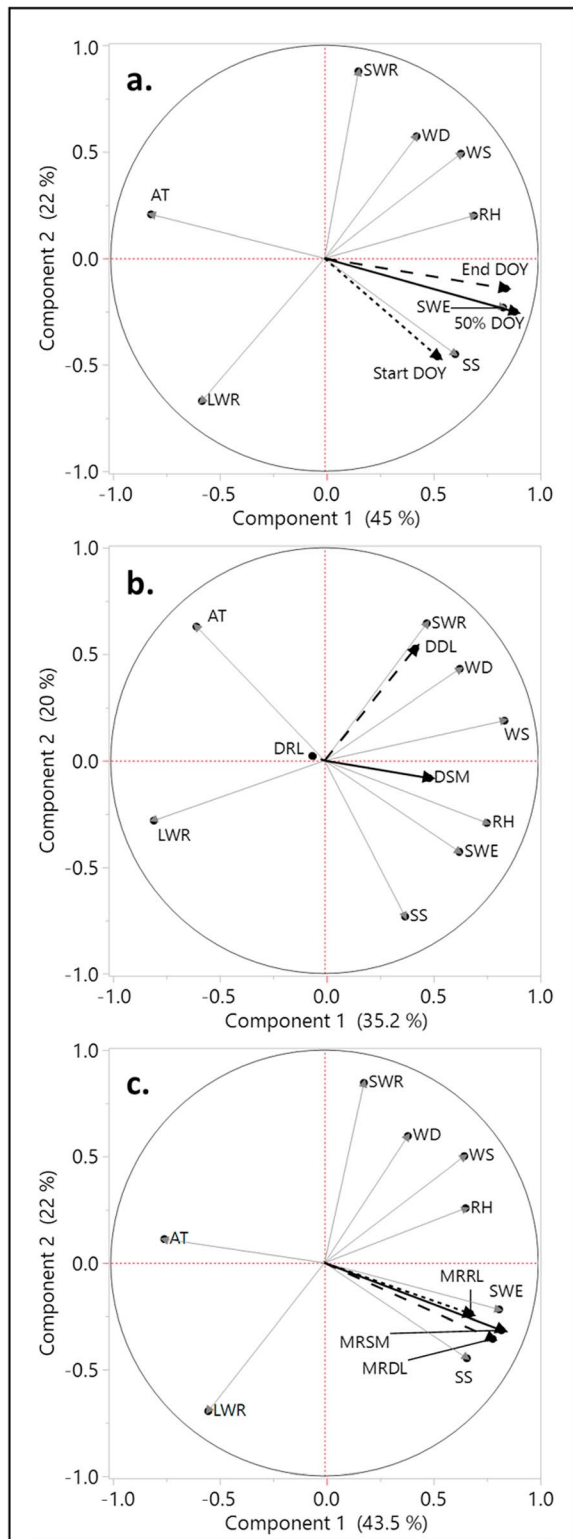 a.
1.0
0.5
0.0
-0.5
-1.0
Component 2 (22 %)
SWR
WD
WS
AT
RH
End DOY
SWE
50% DOY
Start DOY
SS
LWR
-1.0 -0.5 0.0 0.5 1.0
Component 1 (45 %)
b.
1.0
0.5
0.0
-0.5
-1.0
Component 2 (20 %)
AT
SWR
DDL
WD
WS
DRL
DSM
LWR
RH
SWE
SS
-1.0 -0.5 0.0 0.5 1.0
Component 1 (35.2 %)
c.
1.0
0.5
0.0
-0.5
-1.0
Component 2 (22 %)
SWR
WD
WS
RH
AT
MRRL
SWE
MRSM
MRDL
SS
LWR
-1.0 -0.5 0.0 0.5 1.0
Component 1 (43.5 %)